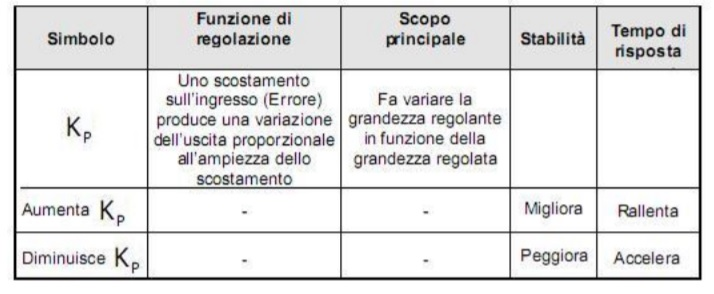 Simbolo
Funzione di
regolazione
Scopo
principale
Stabilità
Tempo di
risposta
K_P
Uno scostamento
sull'ingresso (Errore)
produce una variazione
dell'uscita proporzionale
all'ampiezza dello
scostamento
Fa variare la
grandezza regolante
in funzione della
grandezza regolata
Aumenta K_P - - Migliora Rallenta
Diminuisce K_P - - Peggiora Accelera